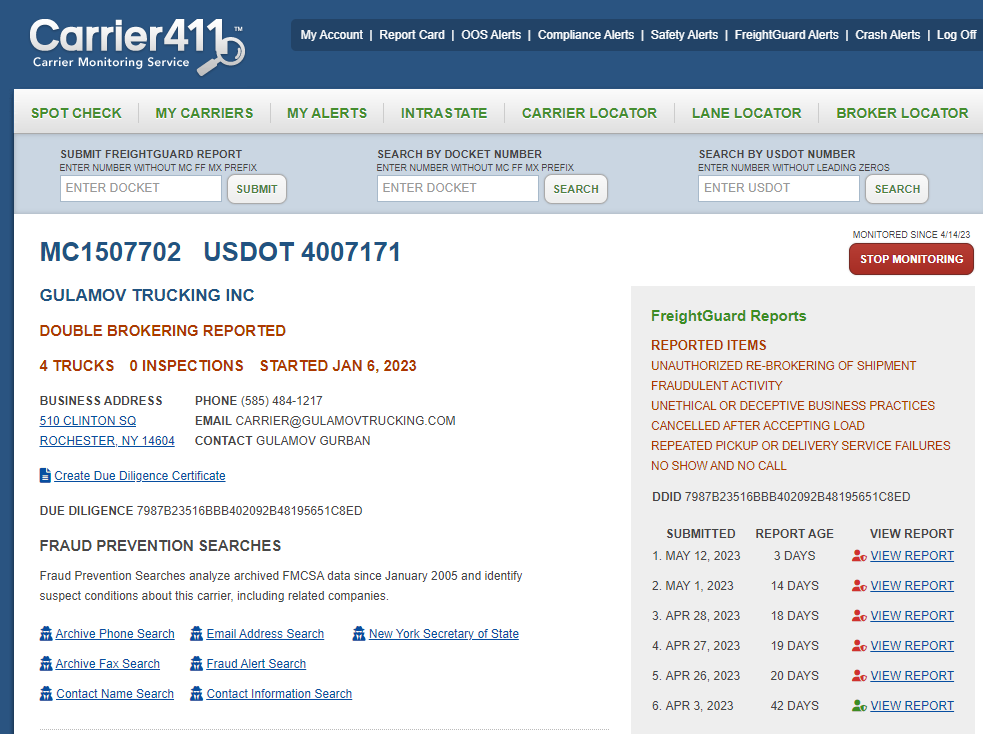 Carrier411™
Carrier Monitoring Service
My Account | Report Card | OOS Alerts | Compliance Alerts | Safety Alerts | FreightGuard Alerts | Crash Alerts | Log Off
SPOT CHECK MY CARRIERS MY ALERTS INTRASTATE CARRIER LOCATOR LANE LOCATOR BROKER LOCATOR
SUBMIT FREIGHTGUARD REPORT
ENTER NUMBER WITHOUT MC FF MX PREFIX
ENTER DOCKET SUBMIT
SEARCH BY DOCKET NUMBER
ENTER NUMBER WITHOUT MC FF MX PREFIX
ENTER DOCKET SEARCH
SEARCH BY USDOT NUMBER
ENTER NUMBER WITHOUT LEADING ZEROS
ENTER USDOT SEARCH
MONITORED SINCE 4/14/23
STOP MONITORING
MC1507702 USDOT 4007171
GULAMOV TRUCKING INC
DOUBLE BROKERING REPORTED
4 TRUCKS 0 INSPECTIONS STARTED JAN 6, 2023
BUSINESS ADDRESS
510 CLINTON SQ
ROCHESTER, NY 14604
PHONE (585) 484-1217
EMAIL CARRIER@GULAMOVTRUCKING.COM
CONTACT GULAMOV GURBAN
Create Due Diligence Certificate
DUE DILIGENCE 7987B23516BBB402092B48195651C8ED
FRAUD PREVENTION SEARCHES
Fraud Prevention Searches analyze archived FMCSA data since January 2005 and identify
suspect conditions about this carrier, including related companies.
Archive Phone Search Email Address Search New York Secretary of State
Archive Fax Search Fraud Alert Search
Contact Name Search Contact Information Search
FreightGuard Reports
REPORTED ITEMS
UNAUTHORIZED RE-BROKERING OF SHIPMENT
FRAUDULENT ACTIVITY
UNETHICAL OR DECEPTIVE BUSINESS PRACTICES
CANCELLED AFTER ACCEPTING LOAD
REPEATED PICKUP OR DELIVERY SERVICE FAILURES
NO SHOW AND NO CALL
DDID 7987B23516BBB402092B48195651C8ED
SUBMITTED REPORT AGE VIEW REPORT
1. MAY 12, 2023 3 DAYS VIEW REPORT
2. MAY 1, 2023 14 DAYS VIEW REPORT
3. APR 28, 2023 18 DAYS VIEW REPORT
4. APR 27, 2023 19 DAYS VIEW REPORT
5. APR 26, 2023 20 DAYS VIEW REPORT
6. APR 3, 2023 42 DAYS VIEW REPORT